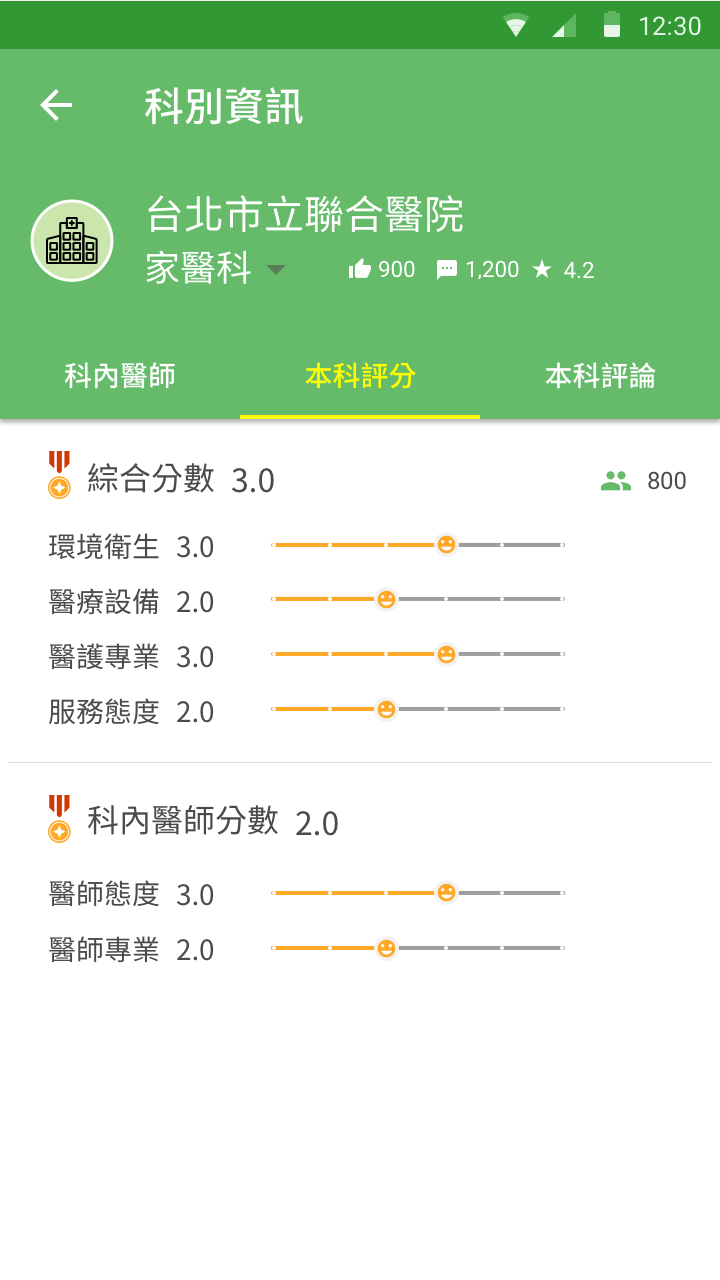 12:30
科別資訊
台北市立聯合醫院
家醫科 900 1,200 4.2
科內醫師 本科評分 本科評論
綜合分數 3.0 800
環境衛生 3.0
醫療設備 2.0
醫護專業 3.0
服務態度 2.0
科內醫師分數 2.0
醫師態度 3.0
醫師專業 2.0